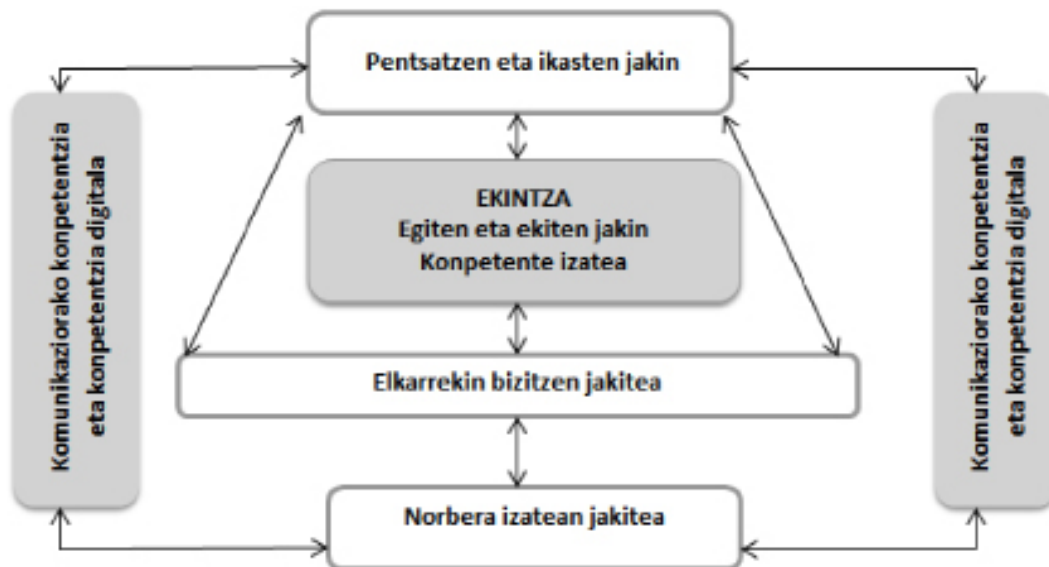 Pentsatzen eta ikasten jakin
Komunikaziorako konpetentzia
eta konpetentzia digitala
EKINTZA
Egiten eta ekiten jakin
Konpetente izatea
Komunikaziorako konpetentzia
eta konpetentzia digitala
Elkarrekin bizitzen jakitea
Norbera izatean jakitea